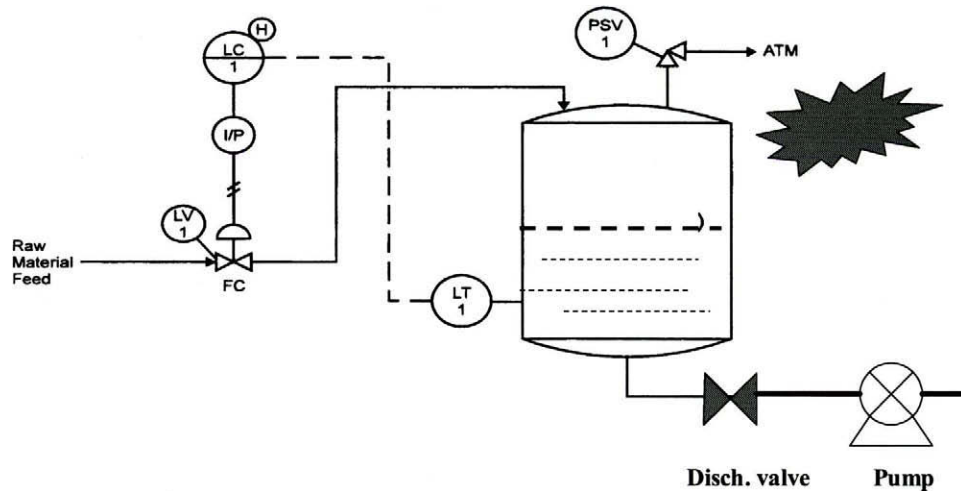 H
LC
1
PSV
1
ATM
I/P
LV
1
Raw
Material
Feed
FC
LT
1
Disch. valve
Pump